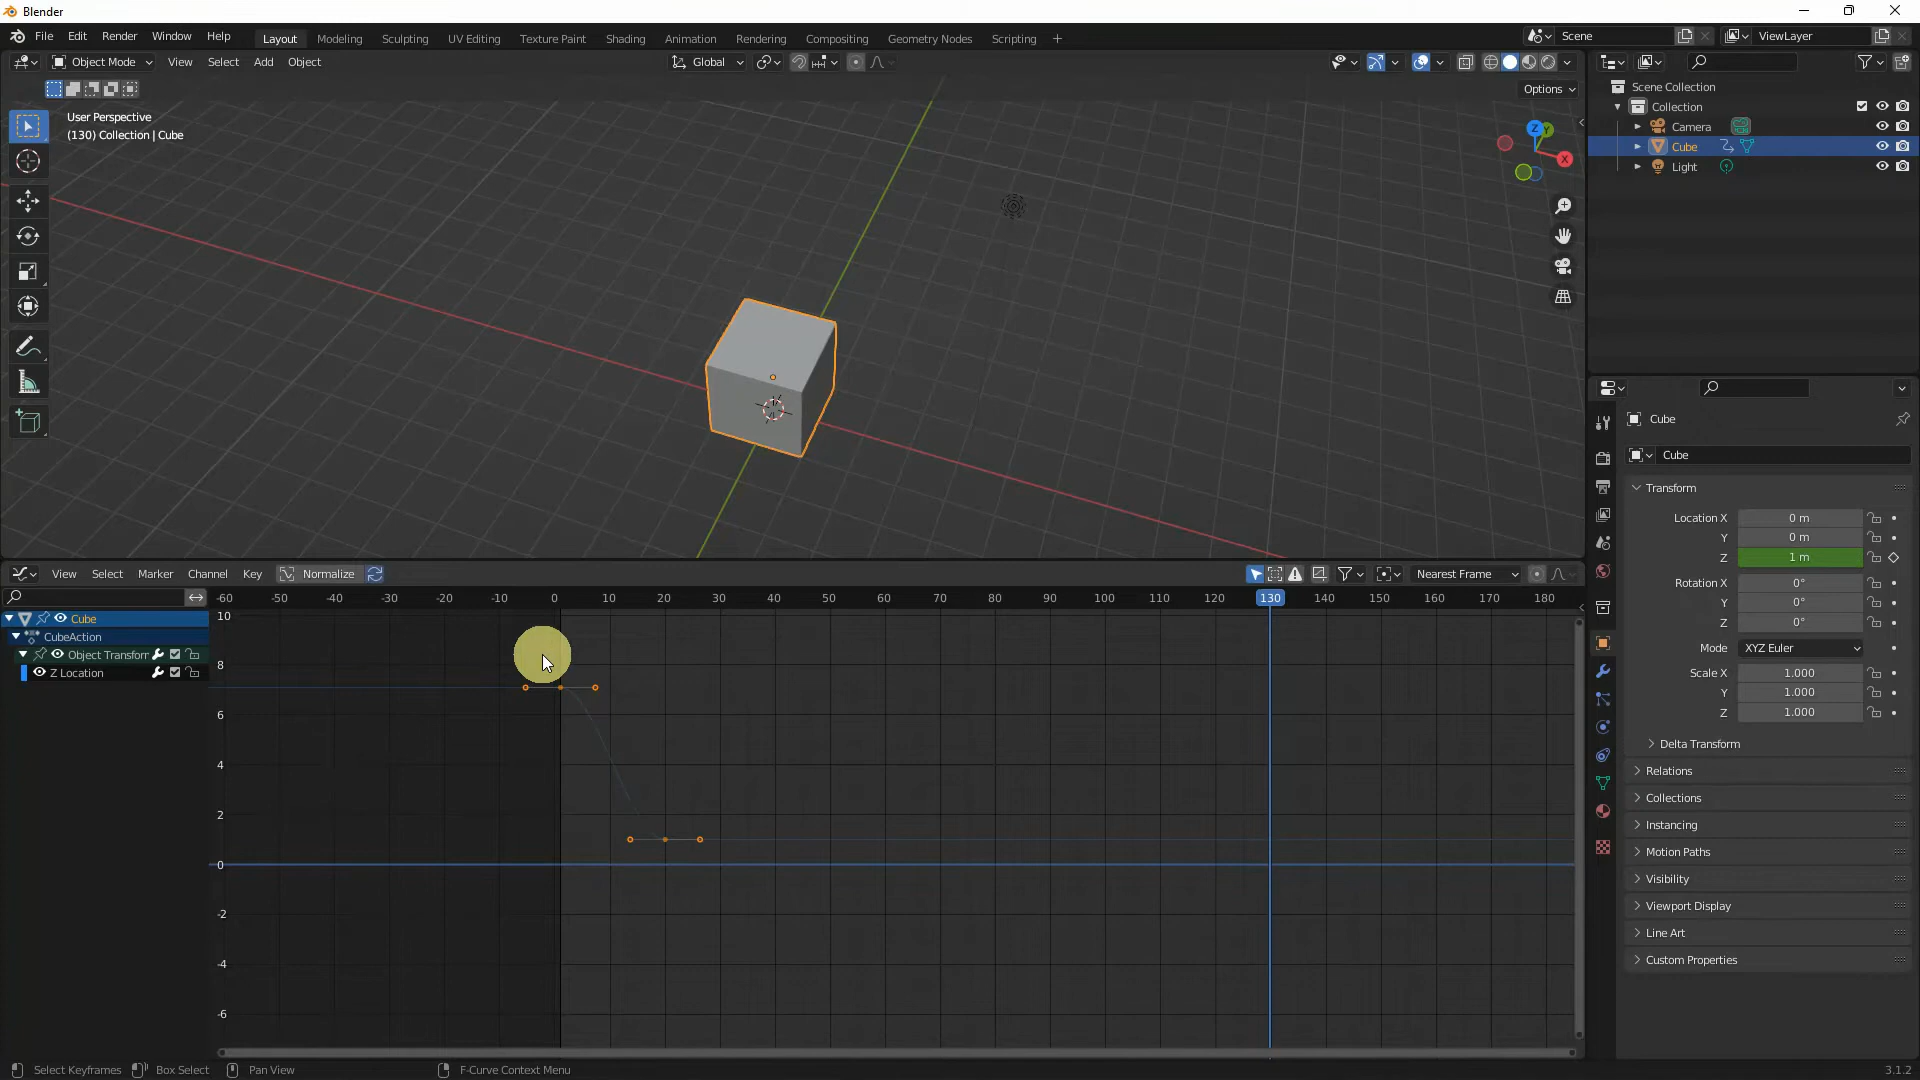 Blender
File Edit Render Window Help Layout Modeling Sculpting UV Editing Texture Paint Shading Animation Rendering Compositing Geometry Nodes Scripting + Scene ViewLayer
Object Mode View Select Add Object Global
Options
User Perspective
(130) Collection | Cube
Z Y X
Scene Collection
Collection
Camera
Cube
Light
Cube
Cube
Transform
Location X 0 m
Y 0 m
Z 1 m
Rotation X 0°
Y 0°
Z 0°
Mode XYZ Euler
Scale X 1.000
Y 1.000
Z 1.000
Delta Transform
Relations
Collections
Instancing
Motion Paths
Visibility
Viewport Display
Line Art
Custom Properties
View Select Marker Channel Key Normalize Nearest Frame
-60 -50 -40 -30 -20 -10 0 10 20 30 40 50 60 70 80 90 100 110 120 130 140 150 160 170 180
Cube
CubeAction
Object Transforr
Z Location
10
8
6
4
2
0
-2
-4
-6
Select Keyframes Box Select Pan View F-Curve Context Menu 3.1.2